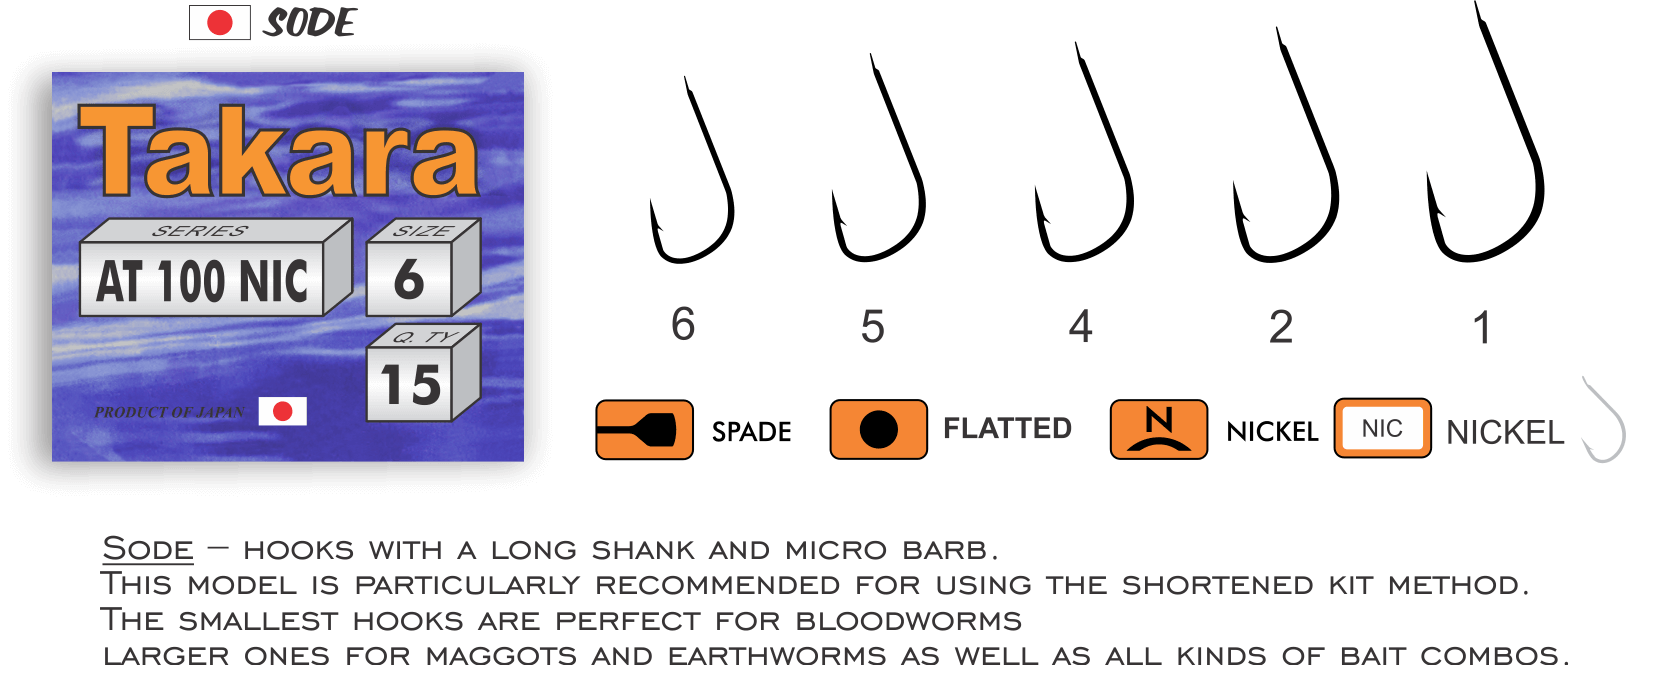 SODE
Takara
SERIES
AT 100 NIC
SIZE
6
Q. TY
15
PRODUCT OF JAPAN
6 5 4 2 1
SPADE FLATTED N NICKEL NIC NICKEL
Sode – hooks with a long shank and micro barb.
This model is particularly recommended for using the shortened kit method.
The smallest hooks are perfect for bloodworms
larger ones for maggots and earthworms as well as all kinds of bait combos.